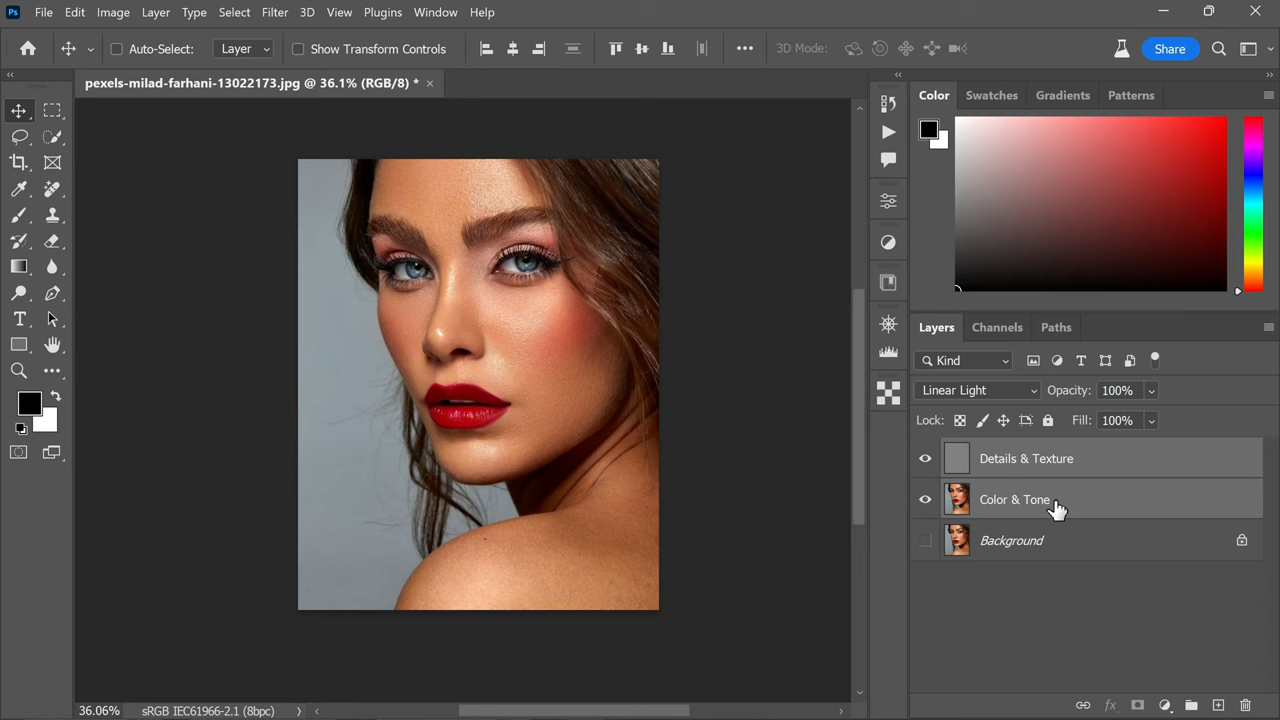 Ps File Edit Image Layer Type Select Filter 3D View Plugins Window Help
Auto-Select: Layer Show Transform Controls 3D Mode: Share
pexels-milad-farhani-13022173.jpg @ 36.1% (RGB/8) *
Color Swatches Gradients Patterns
Layers Channels Paths
Kind
Linear Light Opacity: 100%
Lock: Fill: 100%
Details & Texture
Color & Tone
Background
36.06% sRGB IEC61966-2.1 (8bpc)